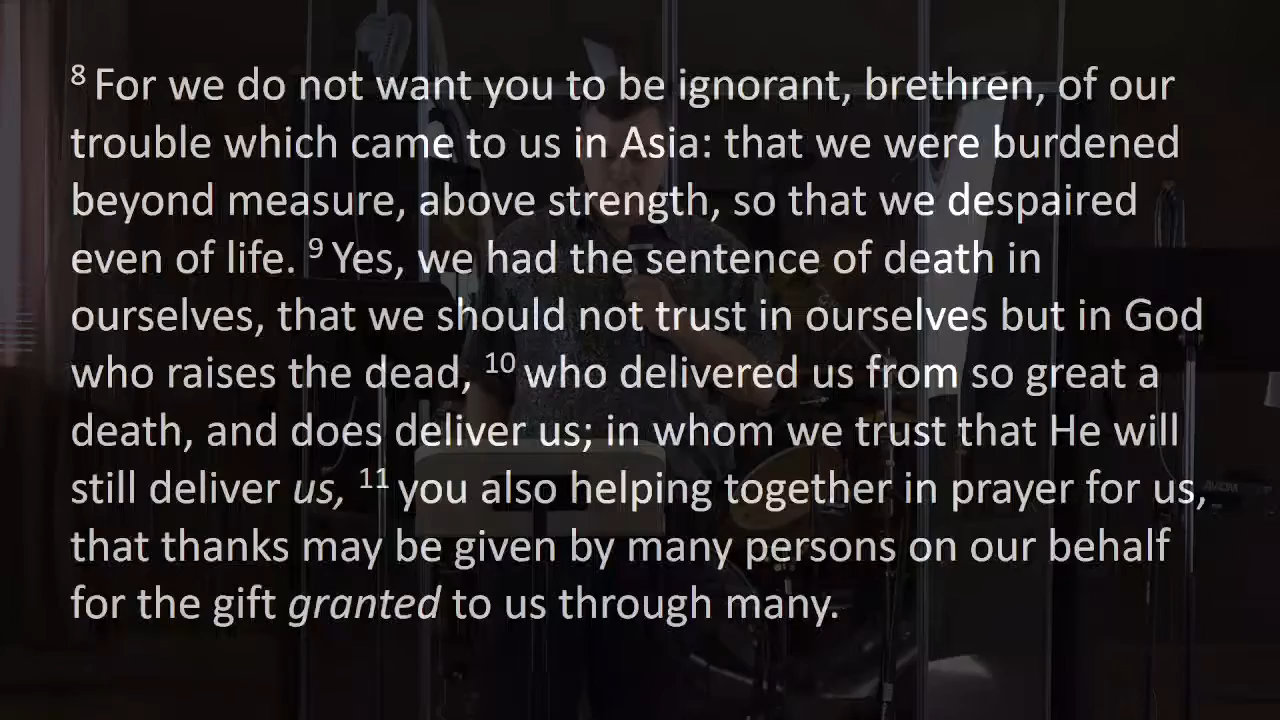 8 For we do not want you to be ignorant, brethren, of our
trouble which came to us in Asia: that we were burdened
beyond measure, above strength, so that we despaired
even of life. 9 Yes, we had the sentence of death in
ourselves, that we should not trust in ourselves but in God
who raises the dead, 10 who delivered us from so great a
death, and does deliver us; in whom we trust that He will
still deliver us, 11 you also helping together in prayer for us,
that thanks may be given by many persons on our behalf
for the gift granted to us through many.